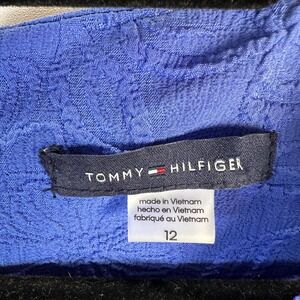 TOMMY HILFIGER
made in Vietnam
hecho en Vietnam
fabriqué au Vietnam
12